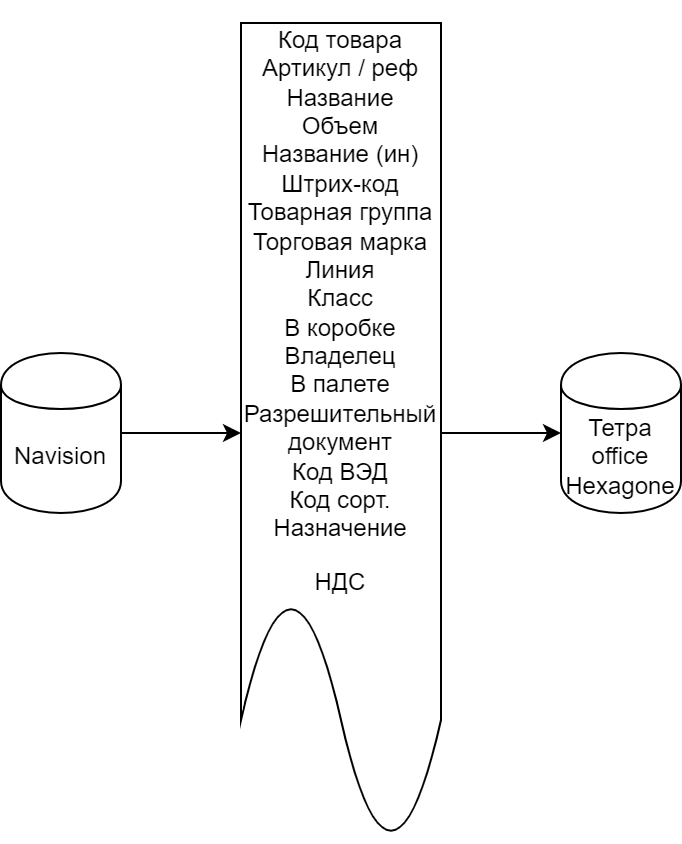 Код товара
Артикул / реф
Название
Объем
Название (ин)
Штрих-код
Товарная группа
Торговая марка
Линия
Класс
В коробке
Владелец
В палете
Разрешительный
документ
Код ВЭД
Код сорт.
Назначение
НДС
Navision
Тетра
office
Hexagone